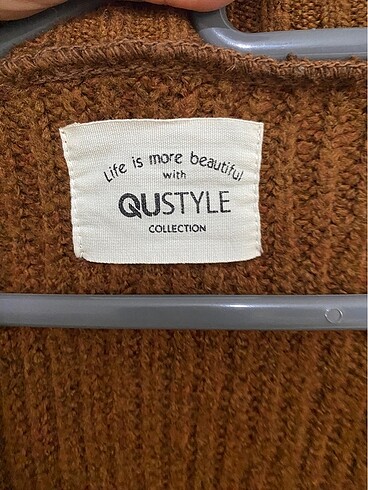 Life is more beautiful
with
QUSTYLE
COLLECTION